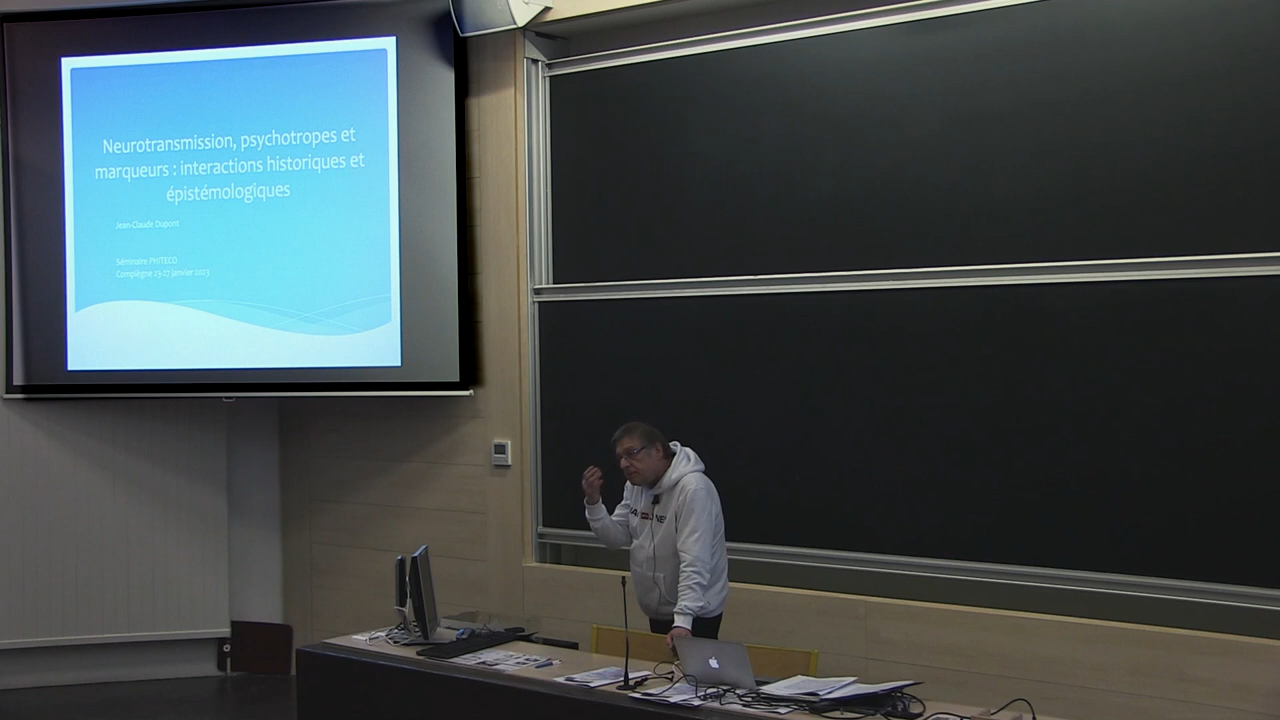 Neurotransmission, psychotropes et
marqueurs : interactions historiques et
épistémologiques
Jean-Claude Dupont
Séminaire PHITECO
Compiègne 23-27 janvier 2023